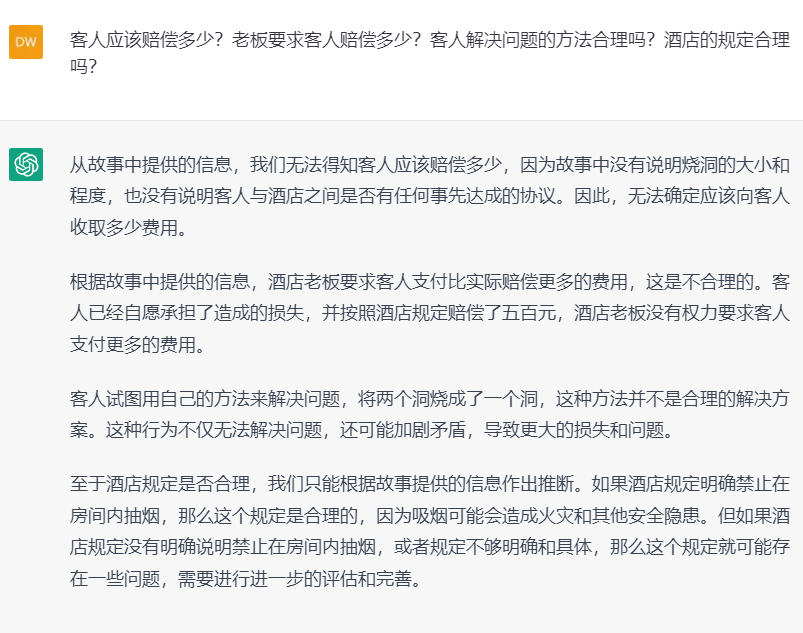 DW
客人应该赔偿多少？老板要求客人赔偿多少？客人解决问题的方法合理吗？酒店的规定合理
吗？
从故事中提供的信息，我们无法得知客人应该赔偿多少，因为故事中没有说明烧洞的大小和
程度，也没有说明客人与酒店之间是否有任何事先达成的协议。因此，无法确定应该向客人
收取多少费用。
根据故事中提供的信息，酒店老板要求客人支付比实际赔偿更多的费用，这是不合理的。客
人已经自愿承担了造成的损失，并按照酒店规定赔偿了五百元，酒店老板没有权力要求客人
支付更多的费用。
客人试图用自己的方法来解决问题，将两个洞烧成了一个洞，这种方法并不是合理的解决方
案。这种行为不仅无法解决问题，还可能加剧矛盾，导致更大的损失和问题。
至于酒店规定是否合理，我们只能根据故事提供的信息作出推断。如果酒店规定明确禁止在
房间内抽烟，那么这个规定是合理的，因为吸烟可能会造成火灾和其他安全隐患。但如果酒
店规定没有明确说明禁止在房间内抽烟，或者规定不够明确和具体，那么这个规定就可能存
在一些问题，需要进行进一步的评估和完善。